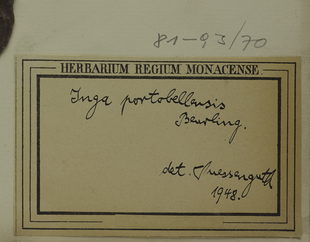 81-93/70
HERBARIUM REGIUM MONACENSE.
Inga portobellensis
Beurling.
det. Suessenguth
1948.